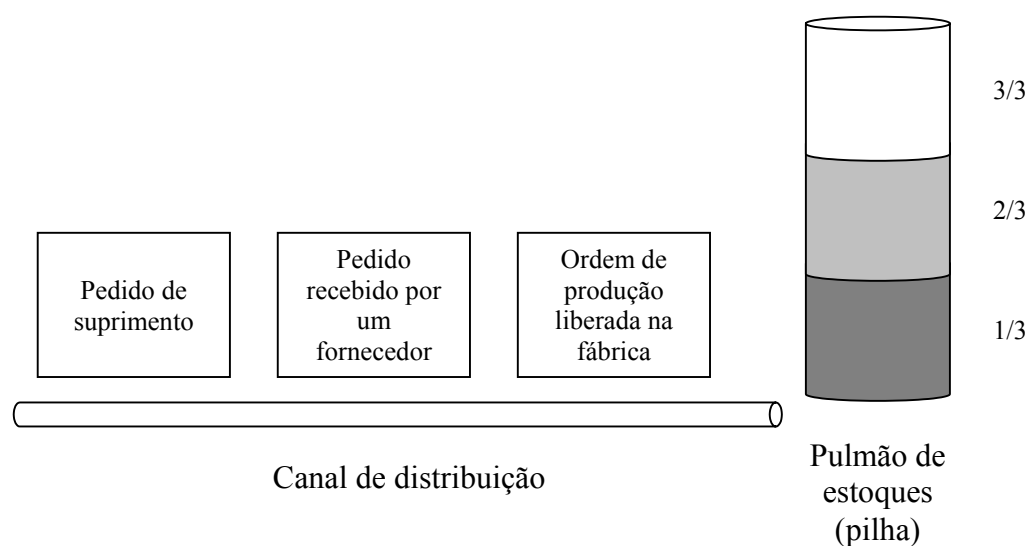 3/3
2/3
1/3
Pedido de
suprimento
Pedido
recebido por
um
fornecedor
Ordem de
produção
liberada na
fábrica
Canal de distribuição
Pulmão de
estoques
(pilha)